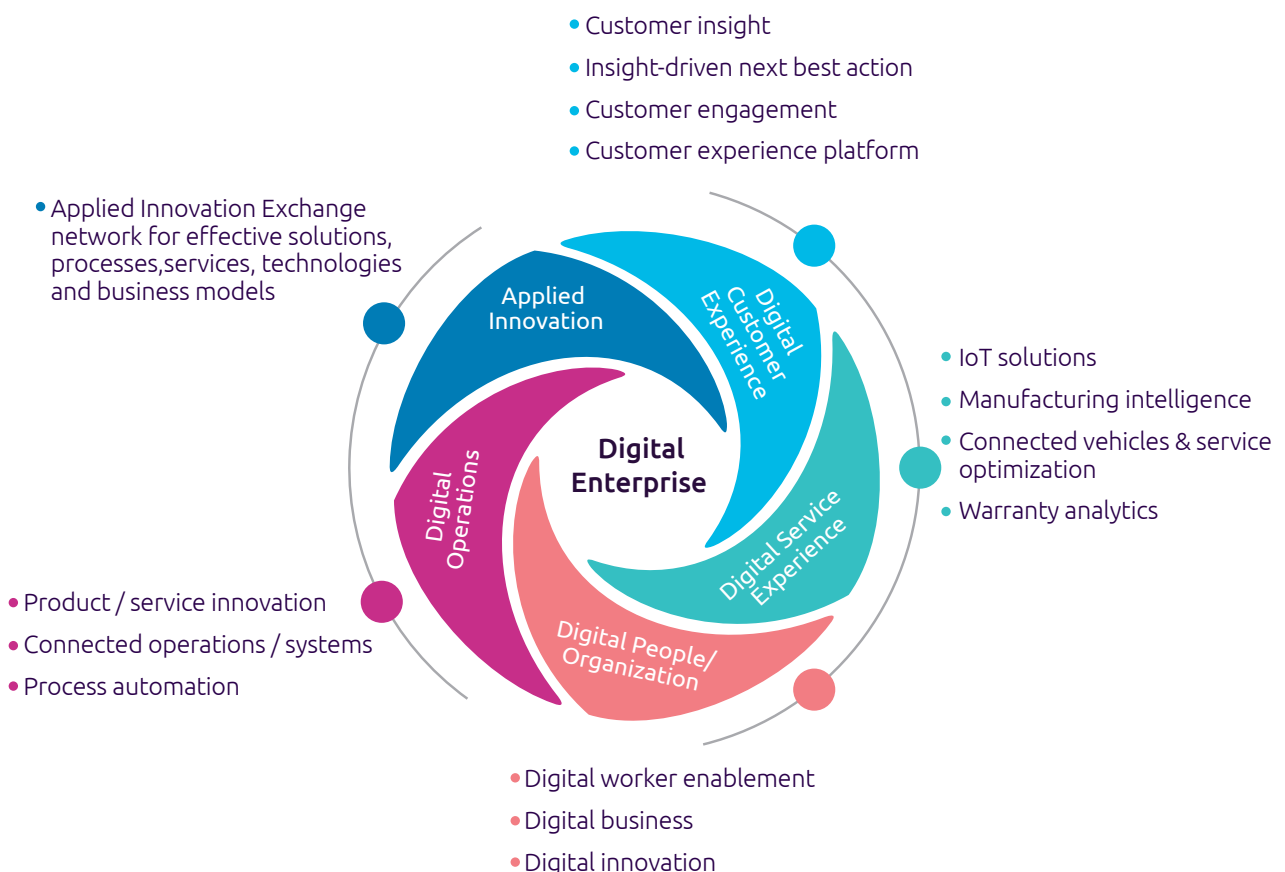 • Customer insight
• Insight-driven next best action
• Customer engagement
• Customer experience platform
• Applied Innovation Exchange
network for effective solutions,
processes,services, technologies
and business models
Applied
Innovation
Digital
Customer
Experience
• IoT solutions
• Manufacturing intelligence
• Connected vehicles & service
optimization
• Warranty analytics
Digital
Enterprise
Digital
Operations
Digital Service
Experience
• Product / service innovation
• Connected operations / systems
• Process automation
Digital People/
Organization
• Digital worker enablement
• Digital business
• Digital innovation